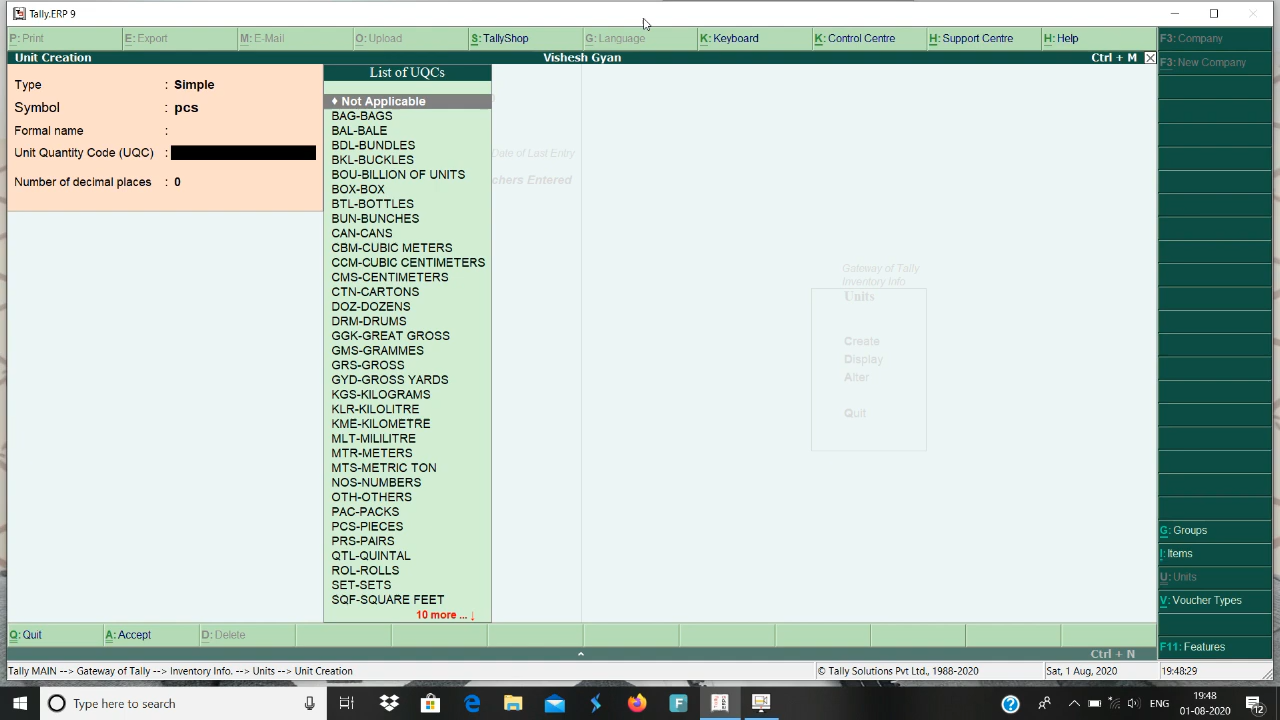 Tally.ERP 9
P: Print
E: Export
M: E-Mail
O: Upload
S: TallyShop
G: Language
K: Keyboard
K: Control Centre
H: Support Centre
H: Help
F3: Company
Unit Creation
Vishesh Gyan
Ctrl + M
F3: New Company
Type : Simple
Symbol : pcs
Formal name :
Unit Quantity Code (UQC) :
Number of decimal places : 0
List of UQCs
♦ Not Applicable
BAG-BAGS
BAL-BALE
BDL-BUNDLES
BKL-BUCKLES
BOU-BILLION OF UNITS
BOX-BOX
BTL-BOTTLES
BUN-BUNCHES
CAN-CANS
CBM-CUBIC METERS
CCM-CUBIC CENTIMETERS
CMS-CENTIMETERS
CTN-CARTONS
DOZ-DOZENS
DRM-DRUMS
GGK-GREAT GROSS
GMS-GRAMMES
GRS-GROSS
GYD-GROSS YARDS
KGS-KILOGRAMS
KLR-KILOLITRE
KME-KILOMETRE
MLT-MILILITRE
MTR-METERS
MTS-METRIC TON
NOS-NUMBERS
OTH-OTHERS
PAC-PACKS
PCS-PIECES
PRS-PAIRS
QTL-QUINTAL
ROL-ROLLS
SET-SETS
SQF-SQUARE FEET
10 more ... ↓
Date of Last Entry
chers Entered
Gateway of Tally
Inventory Info.
Units
Create
Display
Alter
Quit
G: Groups
I: Items
U: Units
V: Voucher Types
F11: Features
Q: Quit
A: Accept
D: Delete
Ctrl + N
Tally MAIN --> Gateway of Tally --> Inventory Info. --> Units --> Unit Creation
© Tally Solutions Pvt Ltd., 1988-2020
Sat, 1 Aug, 2020
19:48:29
Type here to search
ENG
19:48
01-08-2020